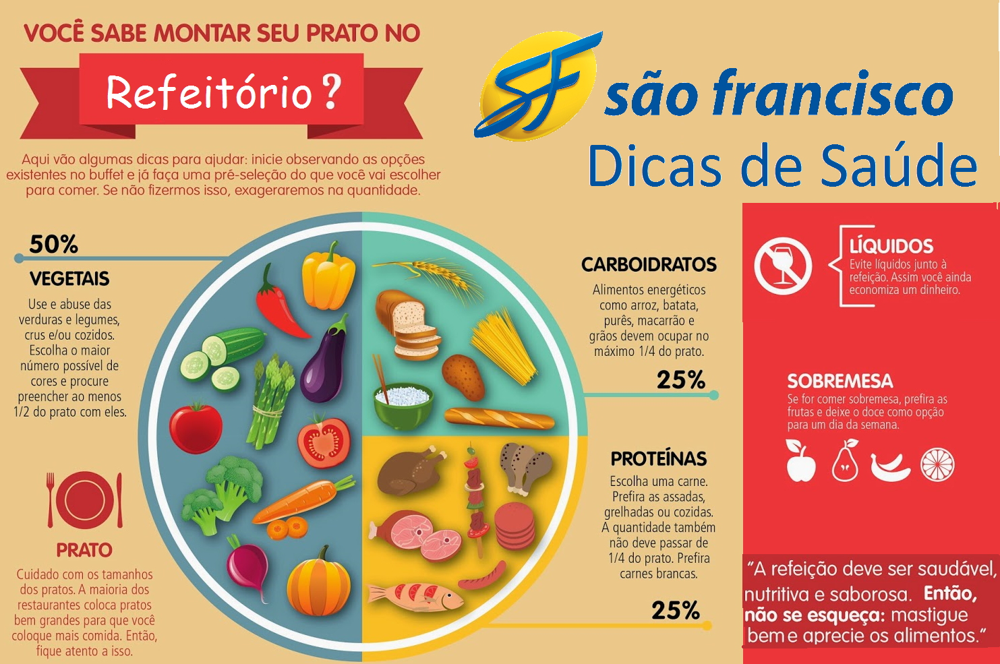 VOCÊ SABE MONTAR SEU PRATO NO
Refeitório?
Aqui vão algumas dicas para ajudar: inicie observando as opções
existentes no buffet e já faça uma pré-seleção do que você vai escolher
para comer. Se não fizermos isso, exageraremos na quantidade.
SF são francisco
Dicas de Saúde
50%
VEGETAIS
Use e abuse das
verduras e legumes,
crus e/ou cozidos.
Escolha o maior
número possível de
cores e procure
preencher ao menos
1/2 do prato com eles.
PRATO
Cuidado com os tamanhos
dos pratos. A maioria dos
restaurantes coloca pratos
bem grandes para que você
coloque mais comida. Então,
fique atento a isso.
CARBOIDRATOS
Alimentos energéticos
como arroz, batata,
purês, macarrão e
grãos devem ocupar no
máximo 1/4 do prato.
25%
PROTEÍNAS
Escolha uma carne.
Prefira as assadas,
grelhadas ou cozidas.
A quantidade também
não deve passar de
1/4 do prato. Prefira
carnes brancas.
25%
LÍQUIDOS
Evite líquidos junto à
refeição. Assim você ainda
economiza um dinheiro.
SOBREMESA
Se for comer sobremesa, prefira as
frutas e deixe o doce como opção
para um dia da semana.
“A refeição deve ser saudável,
nutritiva e saborosa. Então,
não se esqueça: mastigue
bem e aprecie os alimentos.”